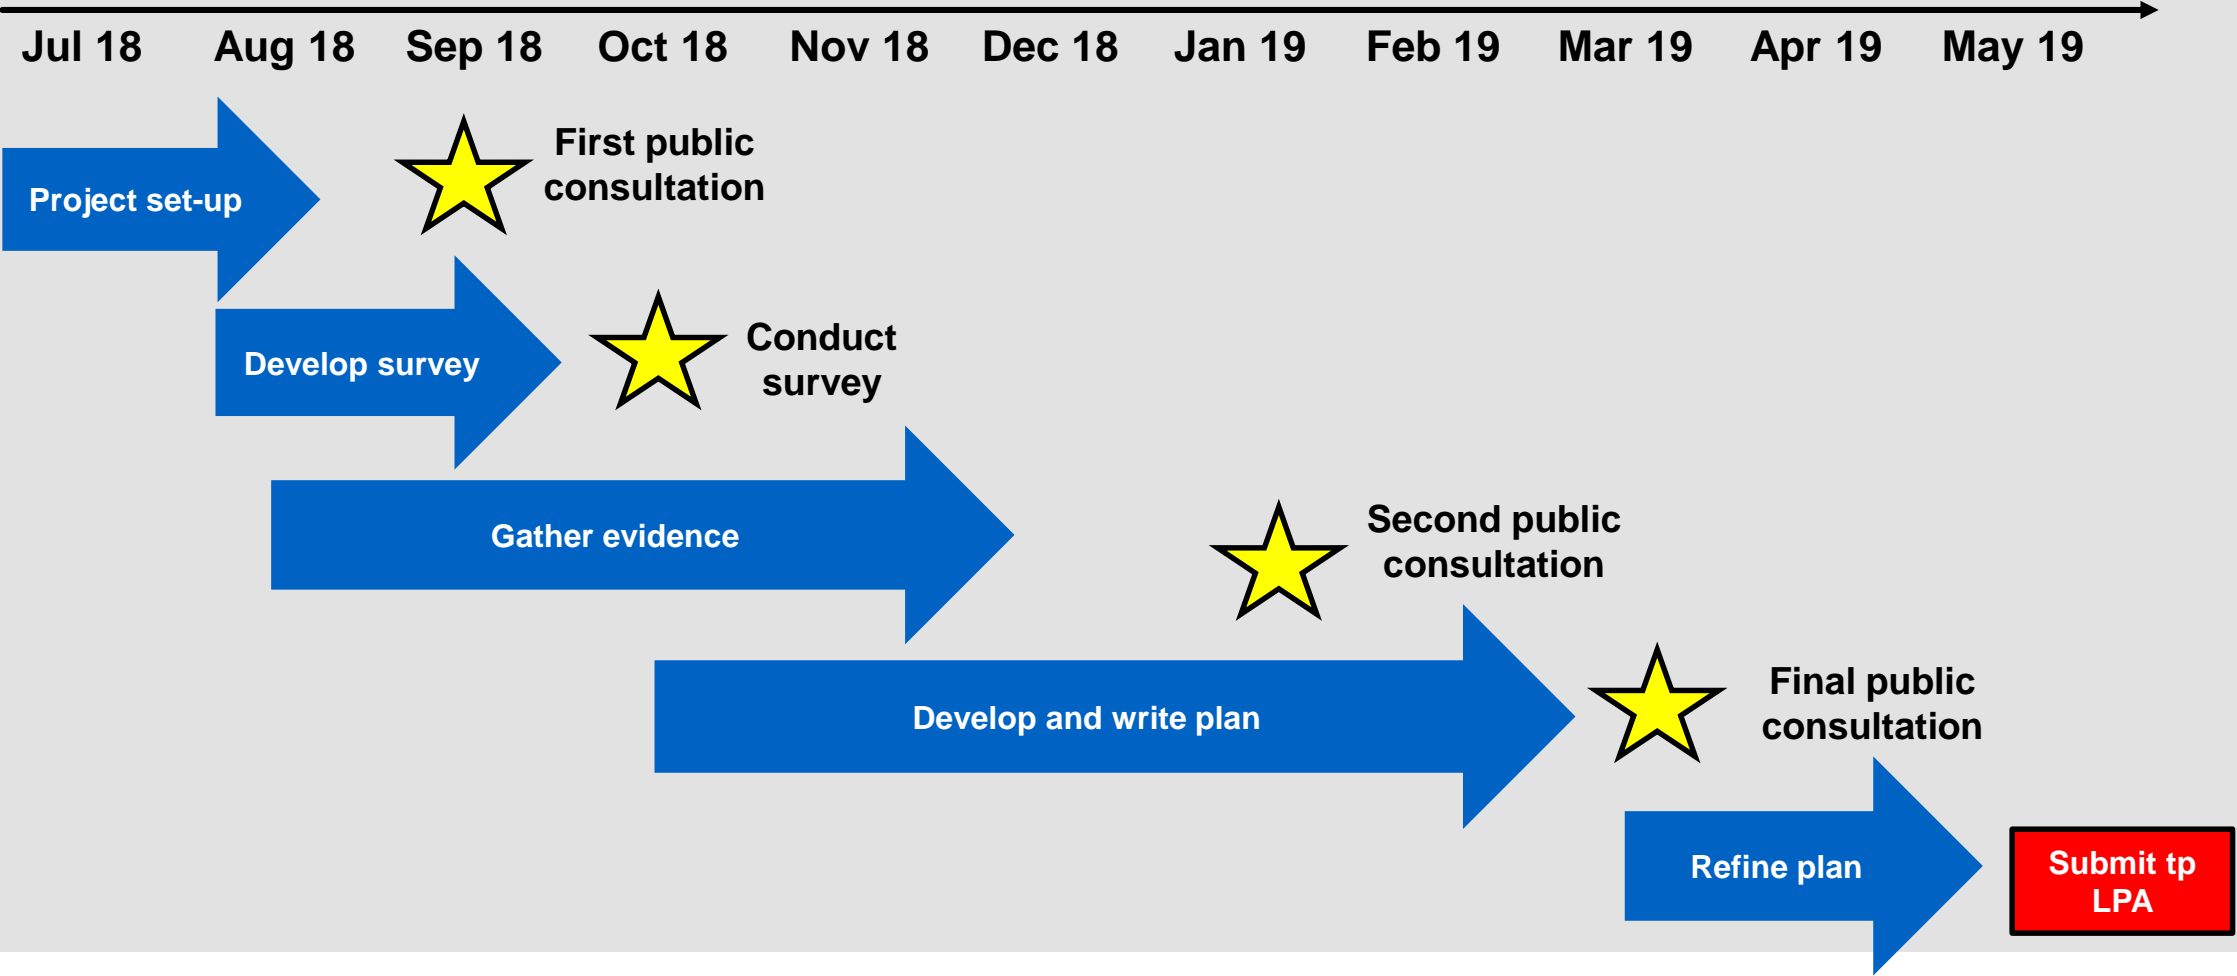 Jul 18 Aug 18 Sep 18 Oct 18 Nov 18 Dec 18 Jan 19 Feb 19 Mar 19 Apr 19 May 19
Project set-up
First public
consultation
Develop survey
Conduct
survey
Gather evidence
Second public
consultation
Develop and write plan
Final public
consultation
Refine plan
Submit tp
LPA